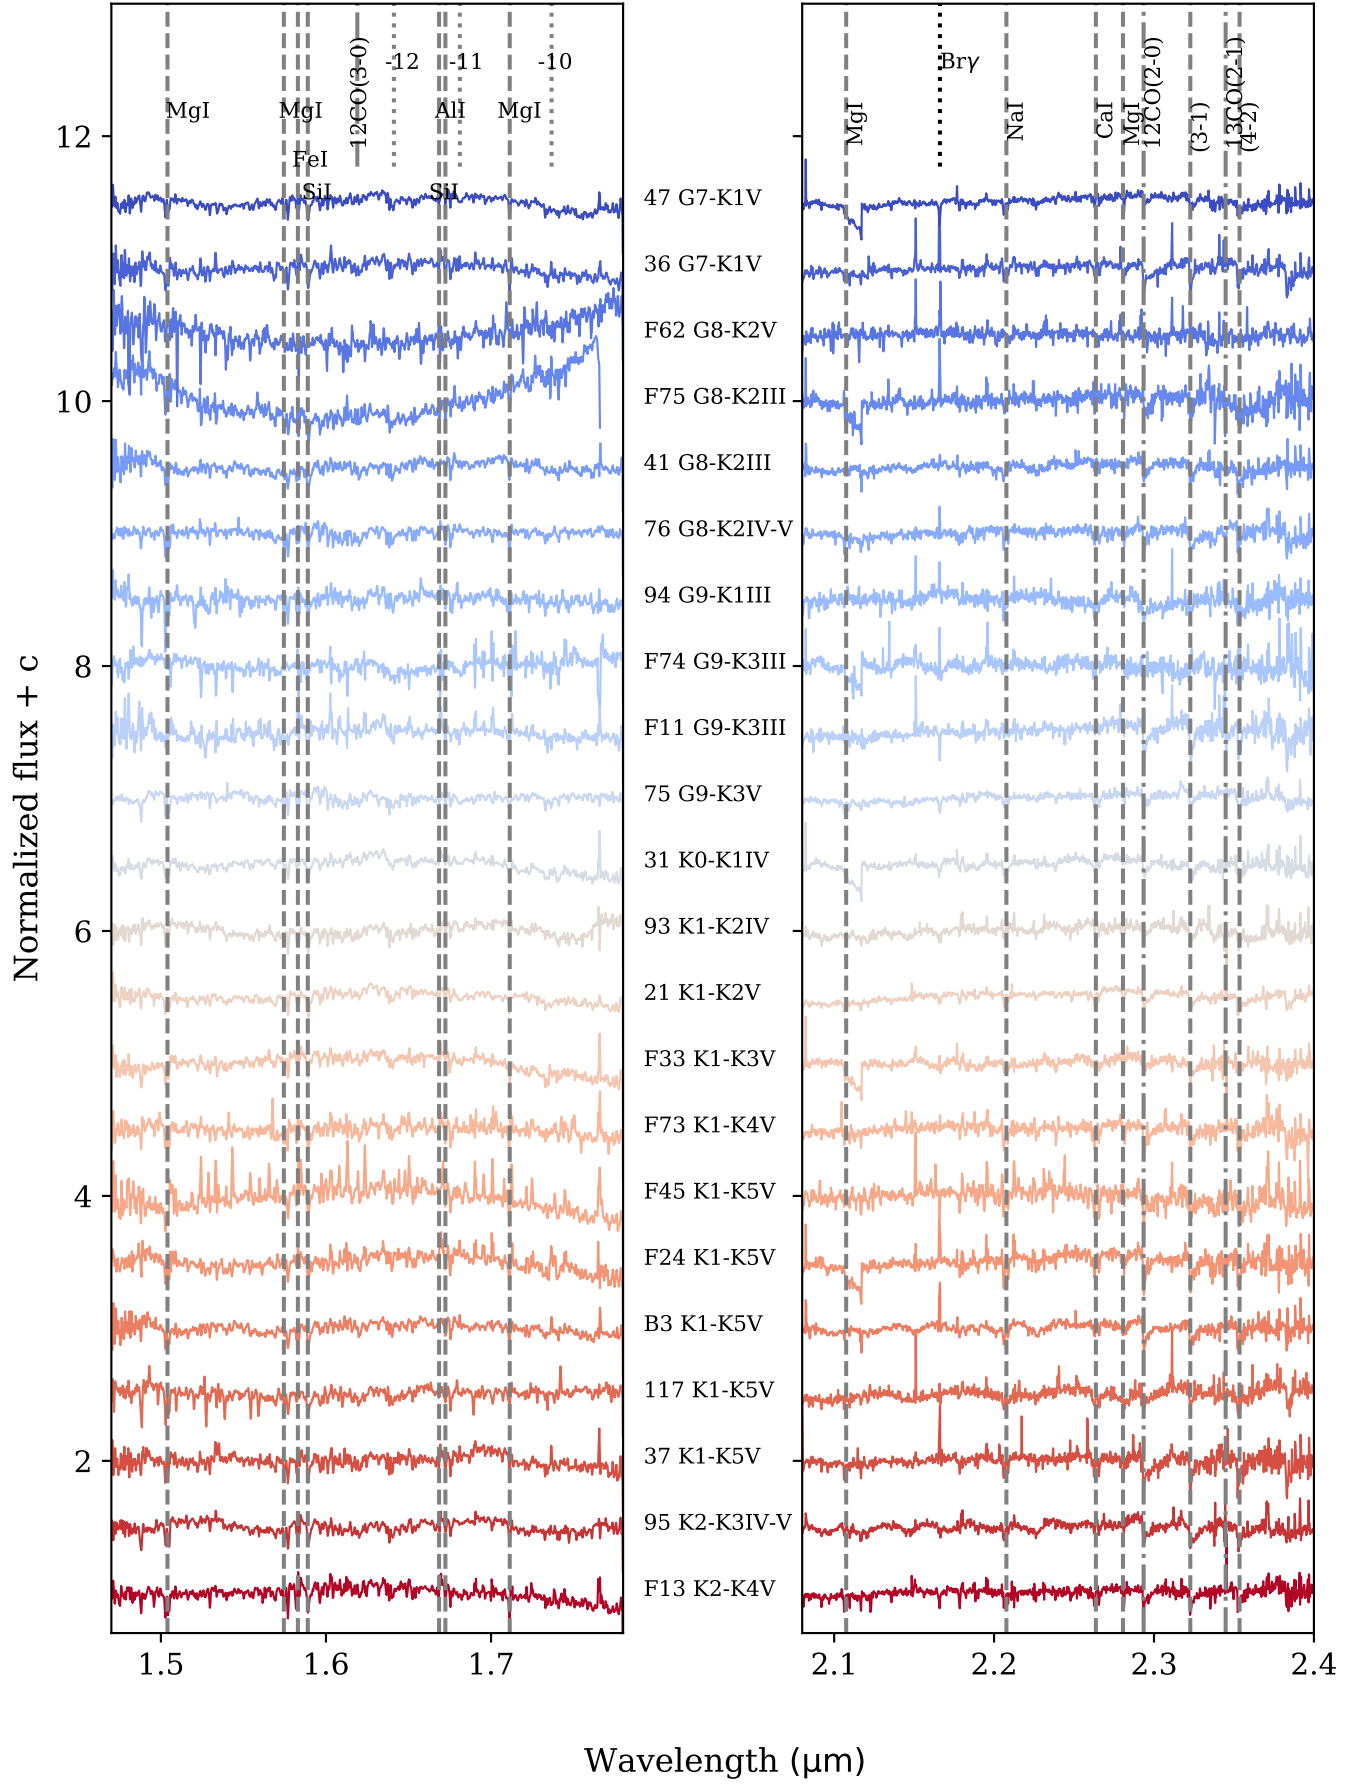 12CO(3-0)
-12
-11
-10
MgI
MgI
AlI
MgI
FeI
SiI
SiI
MgI
Brγ
NaI
CaI
MgI
12CO(2-0)
(3-1)
13CO(2-1)
(4-2)
12
10
8
6
4
2
Normalized flux + c
47 G7-K1V
36 G7-K1V
F62 G8-K2V
F75 G8-K2III
41 G8-K2III
76 G8-K2IV-V
94 G9-K1III
F74 G9-K3III
F11 G9-K3III
75 G9-K3V
31 K0-K1IV
93 K1-K2IV
21 K1-K2V
F33 K1-K3V
F73 K1-K4V
F45 K1-K5V
F24 K1-K5V
B3 K1-K5V
117 K1-K5V
37 K1-K5V
95 K2-K3IV-V
F13 K2-K4V
1.5 1.6 1.7
2.1 2.2 2.3 2.4
Wavelength (μm)